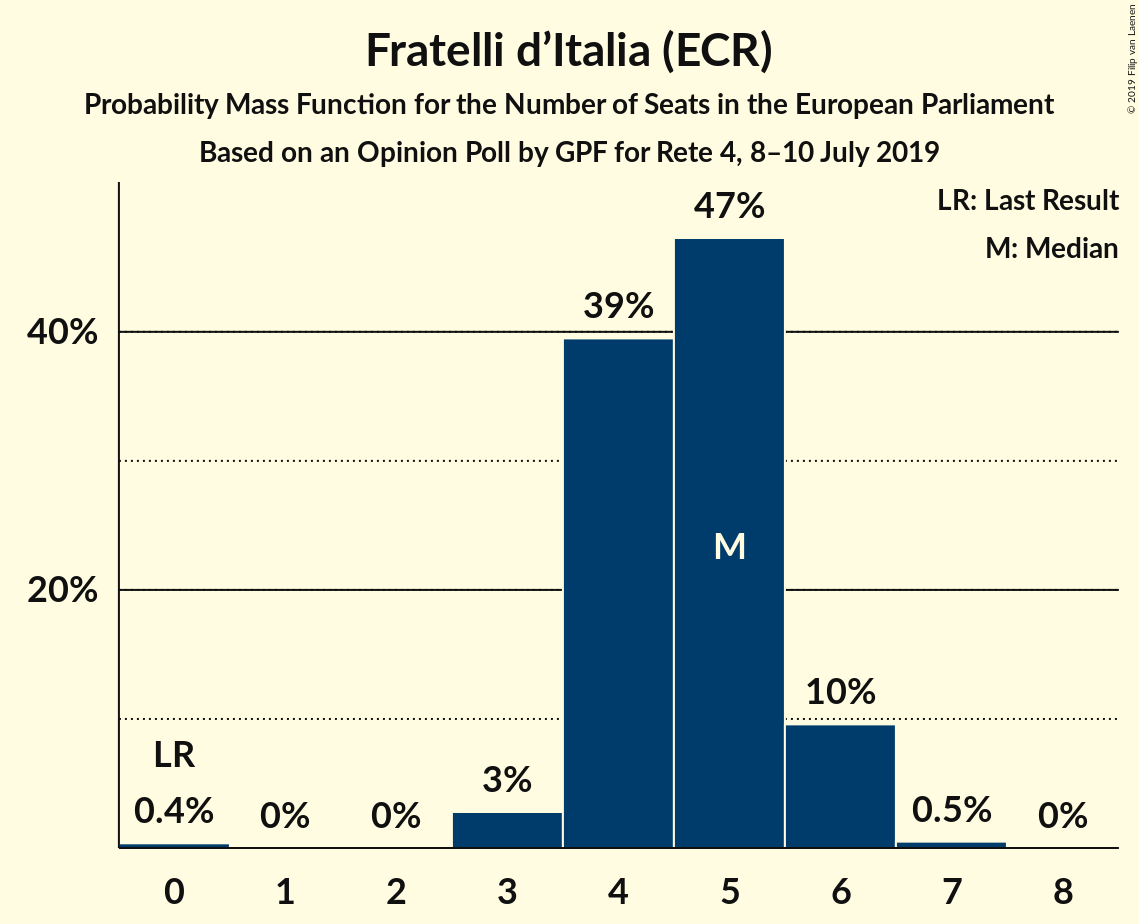 Fratelli d’Italia (ECR)
Probability Mass Function for the Number of Seats in the European Parliament
Based on an Opinion Poll by GPF for Rete 4, 8–10 July 2019
© 2019 Filip van Laenen
LR: Last Result
M: Median
47%
39%
40%
M
20%
10%
LR
3%
0.4%
0%
0%
0.5%
0%
0 1 2 3 4 5 6 7 8